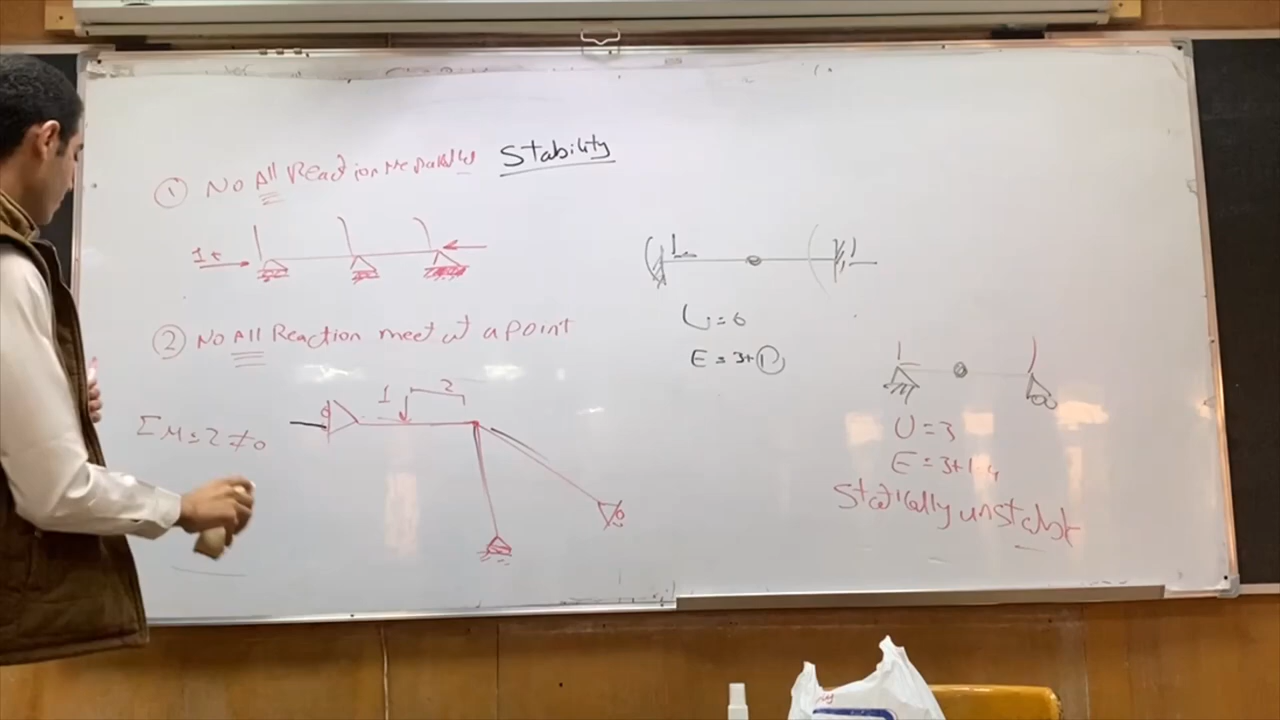 Stability
① No All Reaction
1t
② No All Reaction meet at a point
1 2
ΣM = 2 ≠ 0
U = 6
E = 3+1
U = 3
E = 3+1 4
Statically unstable